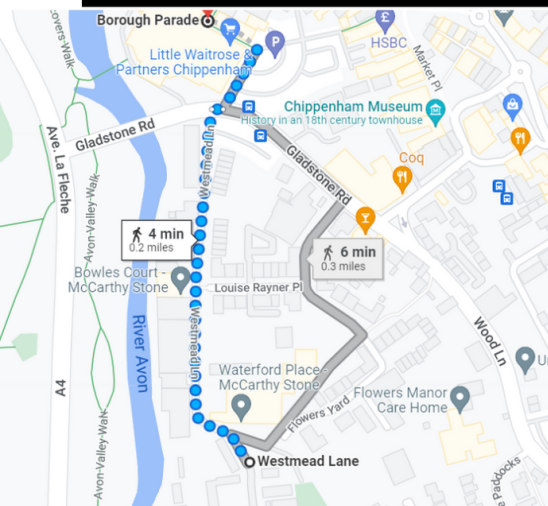 Borough Parade
Little Waitrose &
Partners Chippenham
P
£
HSBC
Market Pl
Chippenham Museum
History in an 18th century townhouse
Coq
Gladstone Rd
Gladstone Rd
Westmead Ln
Ave. La Fleche
Avon-Valley-Walk
4 min
0.2 miles
6 min
0.3 miles
Bowles Court -
McCarthy Stone
Louise Rayner Pl
Westmead Ln
River Avon
A4
Wood Ln
Waterford Place -
McCarthy Stone
Flowers Manor
Care Home
Flowers Yard
Westmead Lane